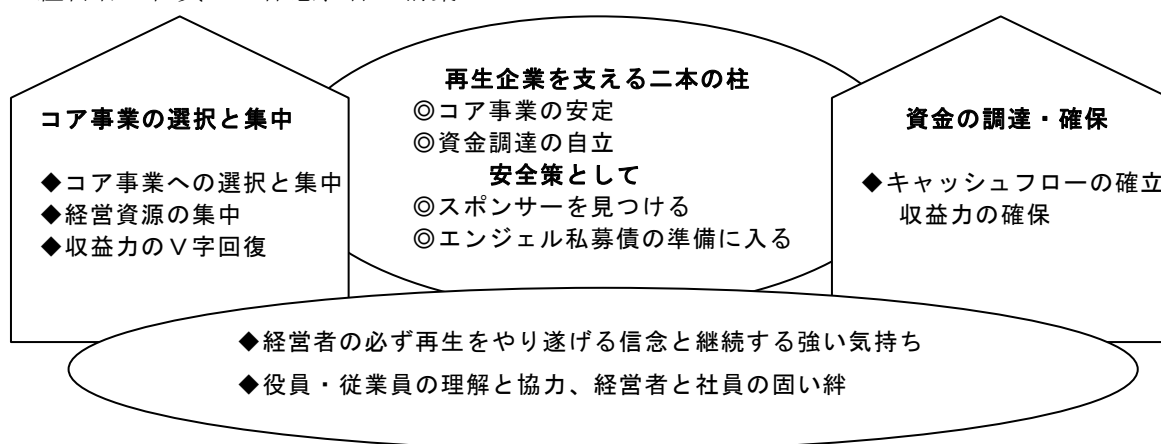 コア事業の選択と集中
◆コア事業への選択と集中
◆経営資源の集中
◆収益力のV字回復
再生企業を支える二本の柱
◎コア事業の安定
◎資金調達の自立
安全策として
◎スポンサーを見つける
◎エンジェル私募債の準備に入る
資金の調達・確保
◆キャッシュフローの確立
収益力の確保
◆経営者の必ず再生をやり遂げる信念と継続する強い気持ち
◆役員・従業員の理解と協力、経営者と社員の固い絆